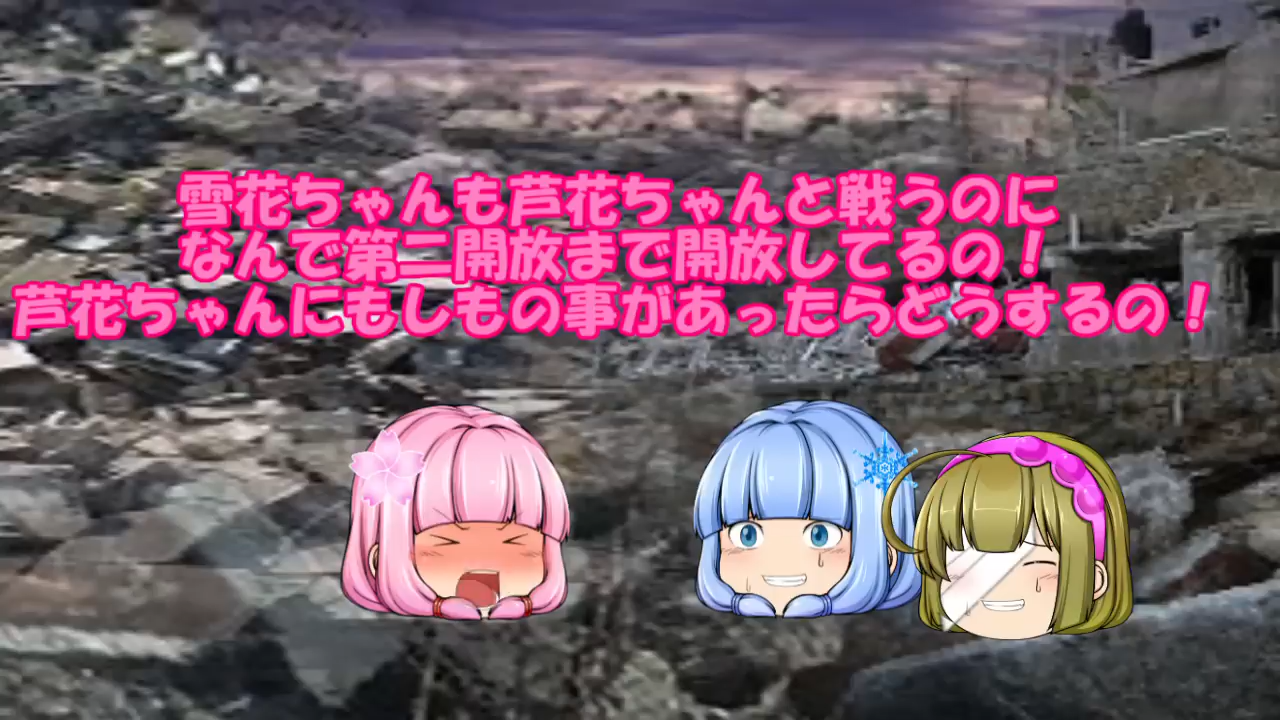 雪花ちゃんも芦花ちゃんと戦うのに
なんで第二開放まで開放してるの！
芦花ちゃんにもしもの事があったらどうするの！